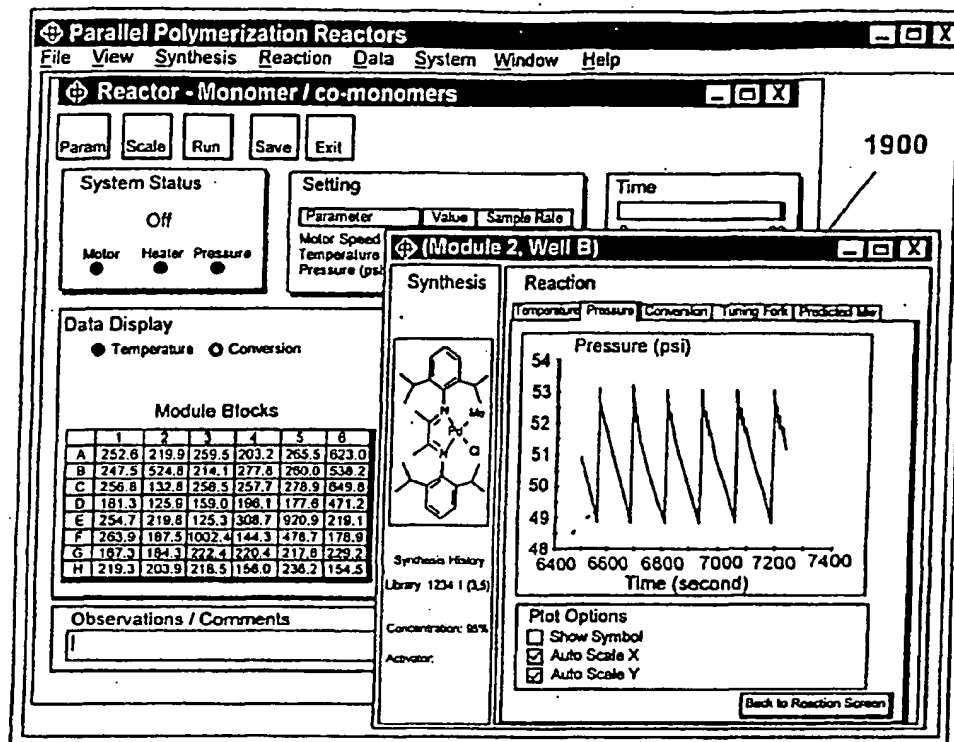 Parallel Polymerization Reactors
File View Synthesis Reaction Data System Window Help
Reactor - Monomer / co-monomers
Param Scale Run Save Exit
1900
System Status
Off
Motor Heater Pressure
Setting
Parameter Value Sample Rate
Motor Speed
Temperature
Pressure (psi
Time
(Module 2, Well B)
Synthesis
Me
N
Pd
N
Cl
Synthesis History
Library 1234 I (3,5)
Concentration: 95%
Activator:
Reaction
Temperature Pressure Conversion Tuning Fork Predicted Mw
Pressure (psi)
54
53
52
51
50
49
48
6400 6600 6800 7000 7200 7400
Time (second)
Plot Options
Show Symbol
Auto Scale X
Auto Scale Y
Back to Reaction Screen
Data Display
Temperature Conversion
Module Blocks
1 2 3 4 5 6
A 252.6 219.9 259.5 203.2 265.5 623.0
B 247.5 524.8 214.1 277.8 260.0 538.2
C 256.8 132.8 258.5 257.7 278.9 849.8
D 181.3 125.9 159.0 196.1 177.6 471.2
E 254.7 219.8 125.3 308.7 920.9 219.1
F 263.9 187.5 1002.4 144.3 478.7 178.9
G 187.3 184.3 222.4 220.4 217.8 229.2
H 219.3 203.9 218.5 158.0 236.2 154.5
Observations / Comments